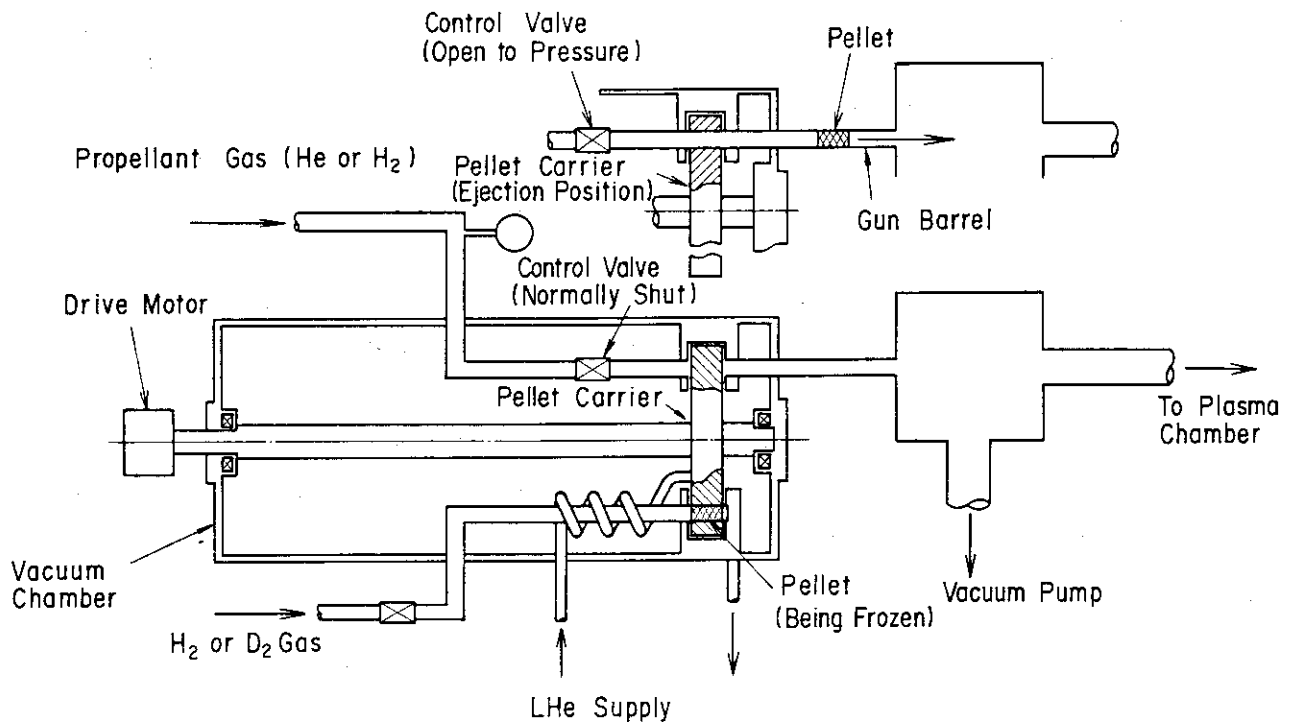 Control Valve
(Open to Pressure)
Pellet
Propellant Gas (He or H₂)
Pellet Carrier
(Ejection Position)
Gun Barrel
Control Valve
(Normally Shut)
Drive Motor
Pellet Carrier
To Plasma
Chamber
Vacuum
Chamber
Pellet
(Being Frozen)
Vacuum Pump
H₂ or D₂ Gas
LHe Supply